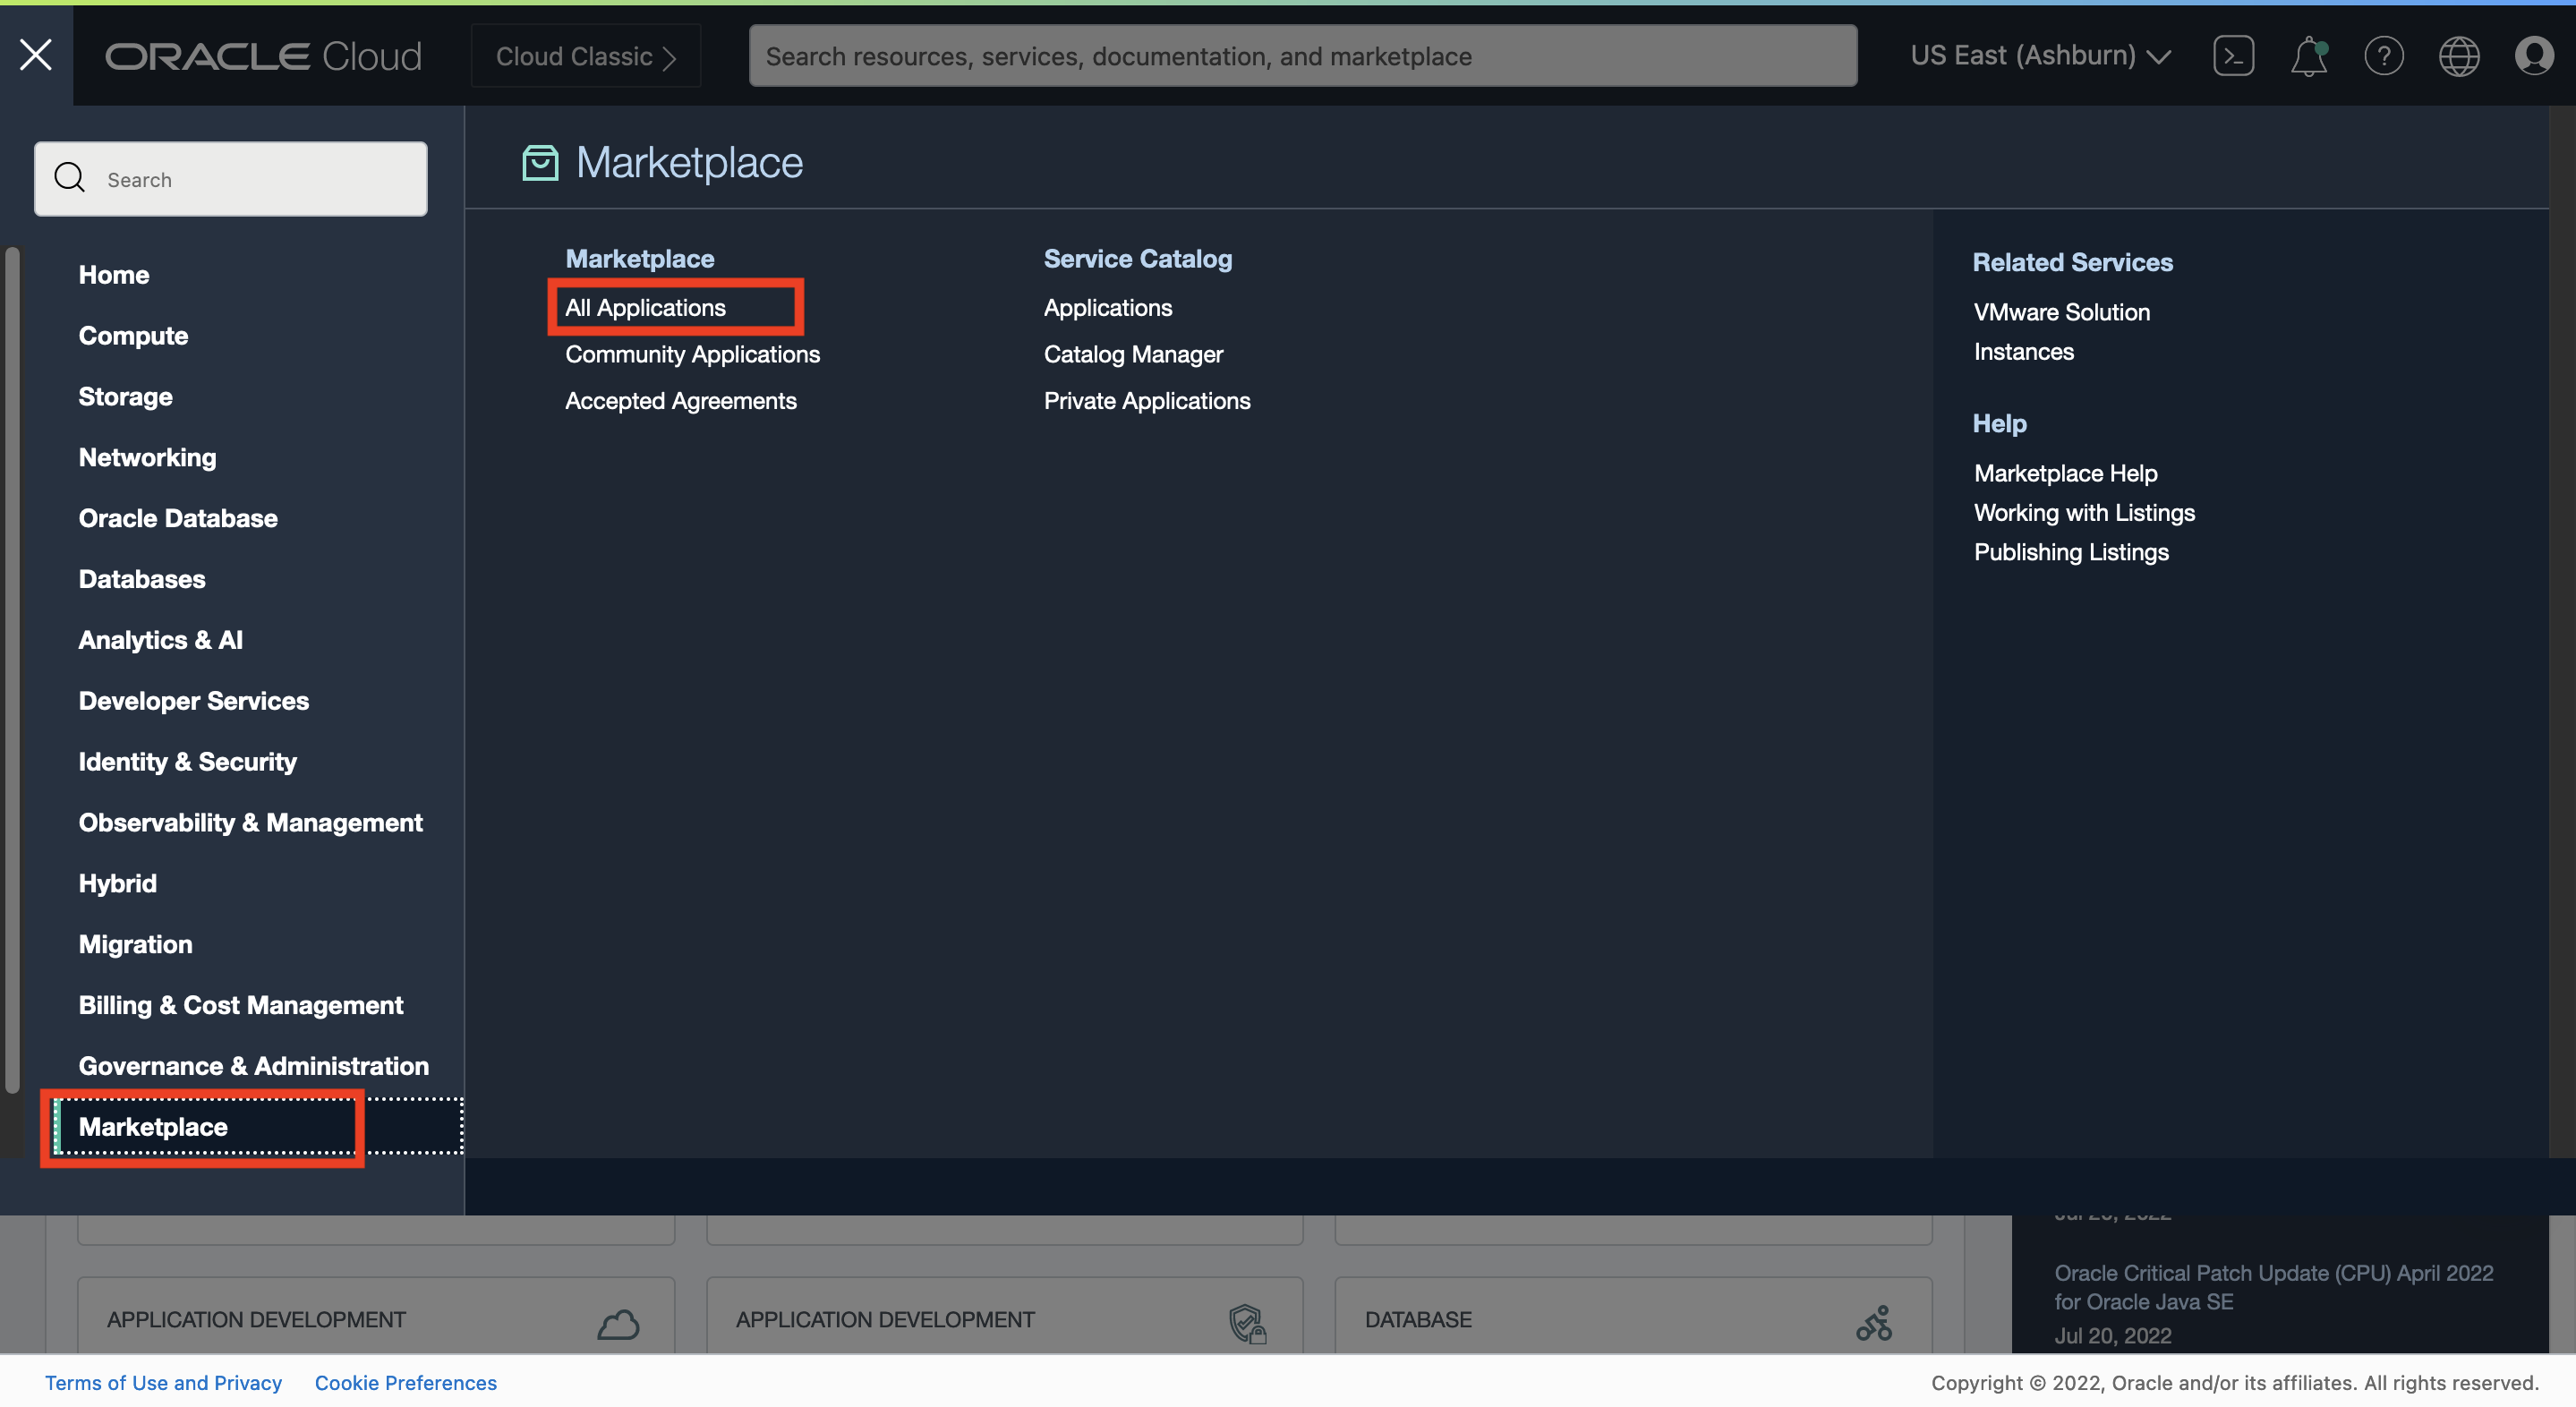 ORACLE Cloud
Cloud Classic
Search resources, services, documentation, and marketplace
US East (Ashburn)
Search
Home
Compute
Storage
Networking
Oracle Database
Databases
Analytics & AI
Developer Services
Identity & Security
Observability & Management
Hybrid
Migration
Billing & Cost Management
Governance & Administration
Marketplace
Marketplace
Marketplace
All Applications
Community Applications
Accepted Agreements
Service Catalog
Applications
Catalog Manager
Private Applications
Related Services
VMware Solution
Instances
Help
Marketplace Help
Working with Listings
Publishing Listings
APPLICATION DEVELOPMENT
APPLICATION DEVELOPMENT
DATABASE
Jul 20, 2022
Oracle Critical Patch Update (CPU) April 2022
for Oracle Java SE
Jul 20, 2022
Terms of Use and Privacy
Cookie Preferences
Copyright © 2022, Oracle and/or its affiliates. All rights reserved.